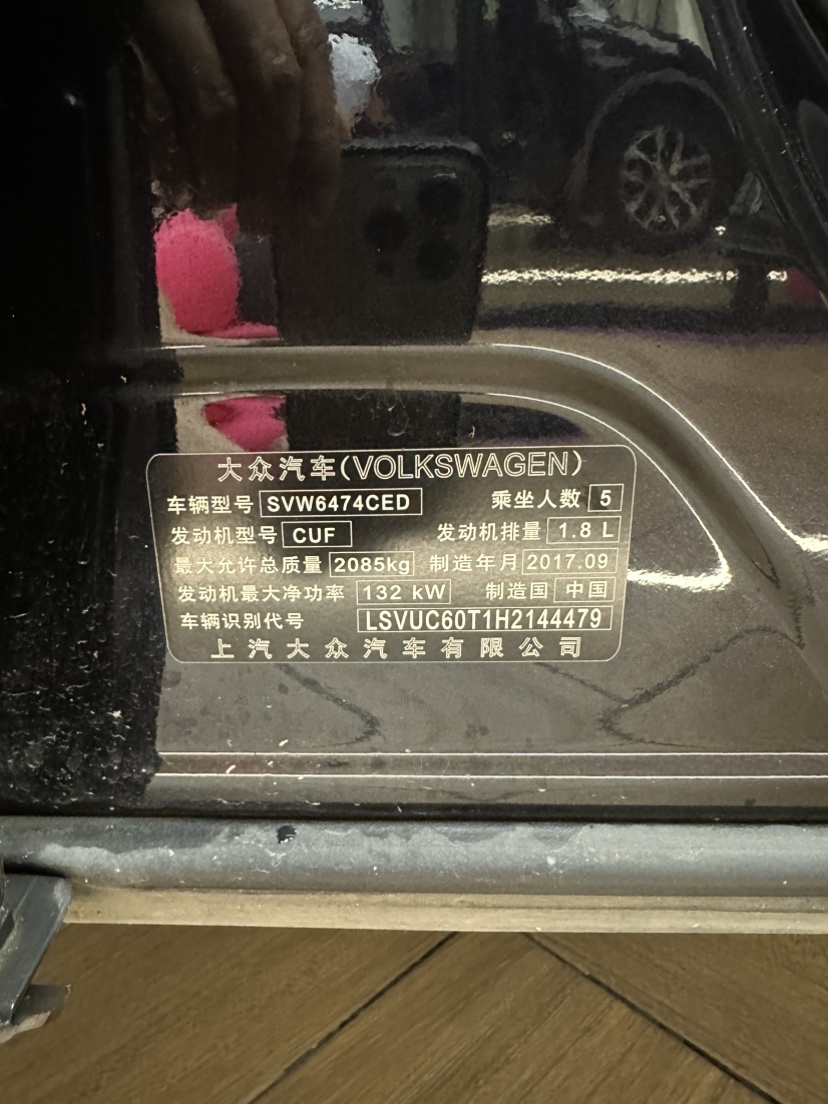 大众汽车(VOLKSWAGEN)
车辆型号 SVW6474CED 乘坐人数 5
发动机型号 CUF 发动机排量 1.8 L
最大允许总质量 2085kg 制造年月 2017.09
发动机最大净功率 132 kW 制造国 中国
车辆识别代号 LSVUC60T1H2144479
上汽大众汽车有限公司